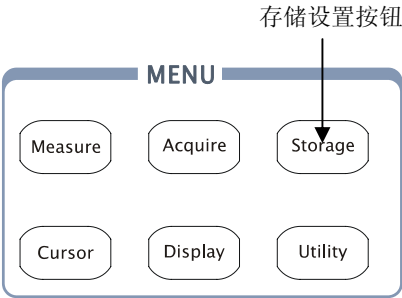 存储设置按钮
MENU
Measure Acquire Storage
Cursor Display Utility